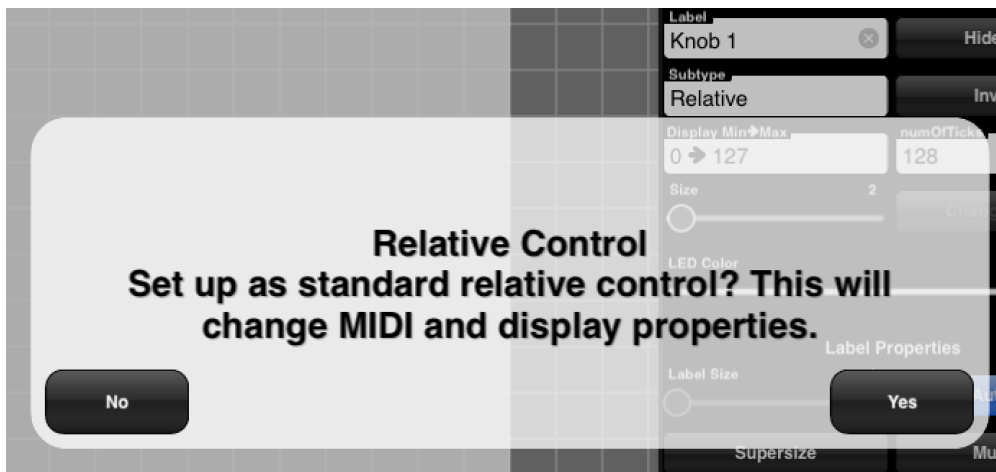 Label
Knob 1
Hide
Subtype
Relative
Inv
Display Min➔Max
numOfTicks
0 ➔ 127
128
Size
2
Relative Control
LED Color
Set up as standard relative control? This will
change MIDI and display properties.
Label Properties
Label Size
No
Yes
Supersize
Mu